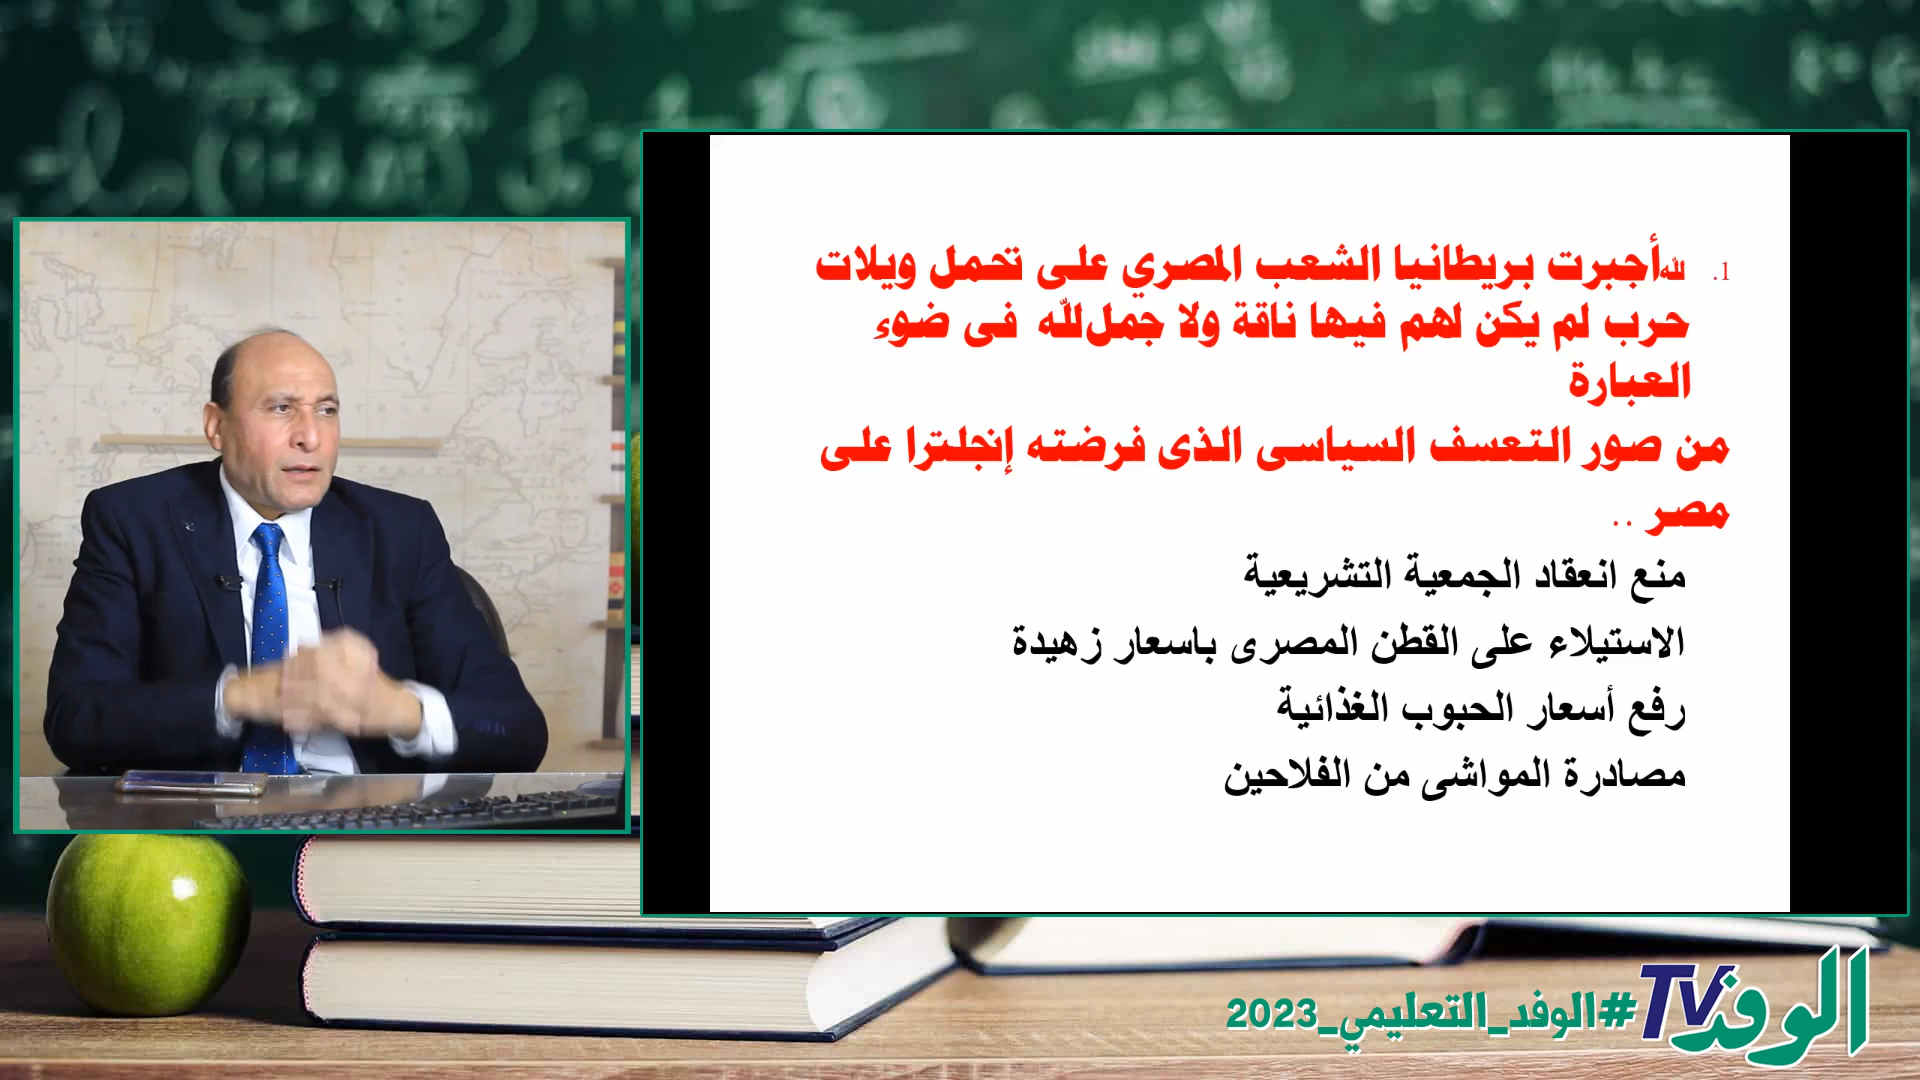 1. للهأجبرت بريطانيا الشعب المصري على تحمل ويلات
حرب لم يكن لهم فيها ناقة ولا جمللله فى ضوء
العبارة
من صور التعسف السياسى الذى فرضته إنجلترا على
مصر ..
منع انعقاد الجمعية التشريعية
الاستيلاء على القطن المصرى باسعار زهيدة
رفع أسعار الحبوب الغذائية
مصادرة المواشى من الفلاحين
#الوفد_التعليمي_2023
الوفد TV